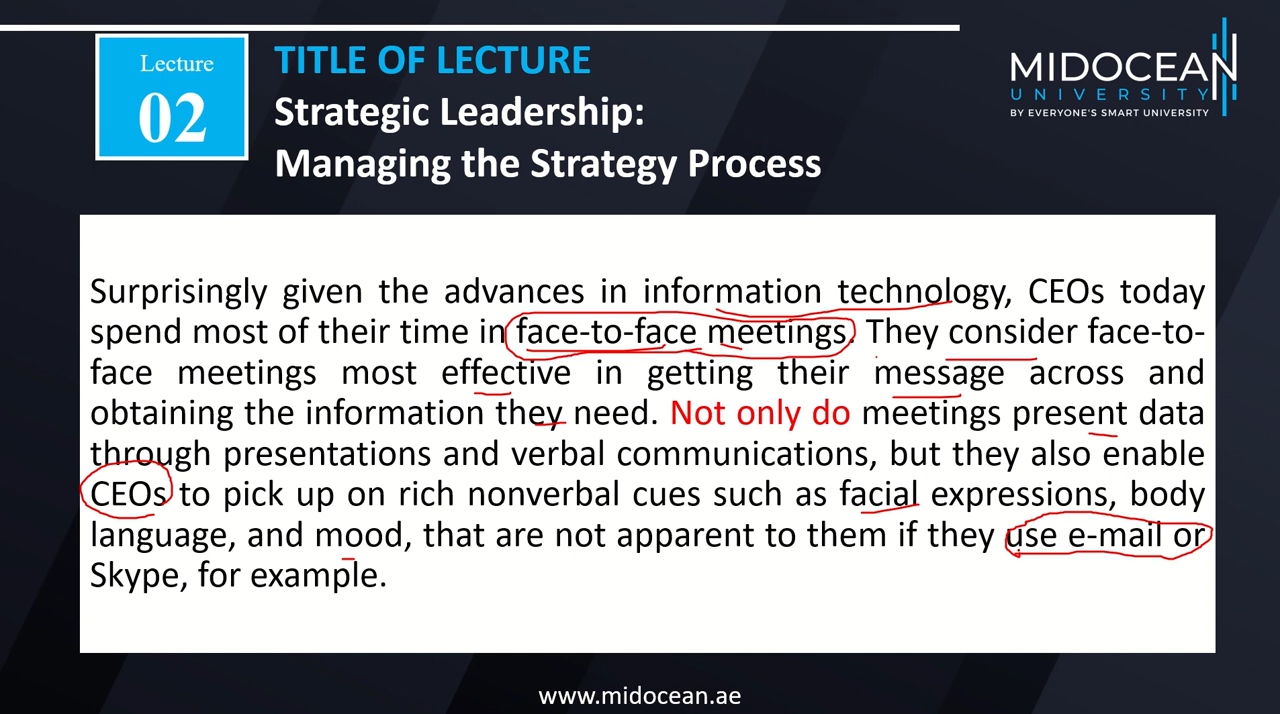 Lecture
02
TITLE OF LECTURE
Strategic Leadership:
Managing the Strategy Process
MIDOCEAN
UNIVERSITY
BY EVERYONE'S SMART UNIVERSITY
Surprisingly given the advances in information technology, CEOs today
spend most of their time in face-to-face meetings. They consider face-to-
face meetings most effective in getting their message across and
obtaining the information they need. Not only do meetings present data
through presentations and verbal communications, but they also enable
CEOs to pick up on rich nonverbal cues such as facial expressions, body
language, and mood, that are not apparent to them if they use e-mail or
Skype, for example.
www.midocean.ae